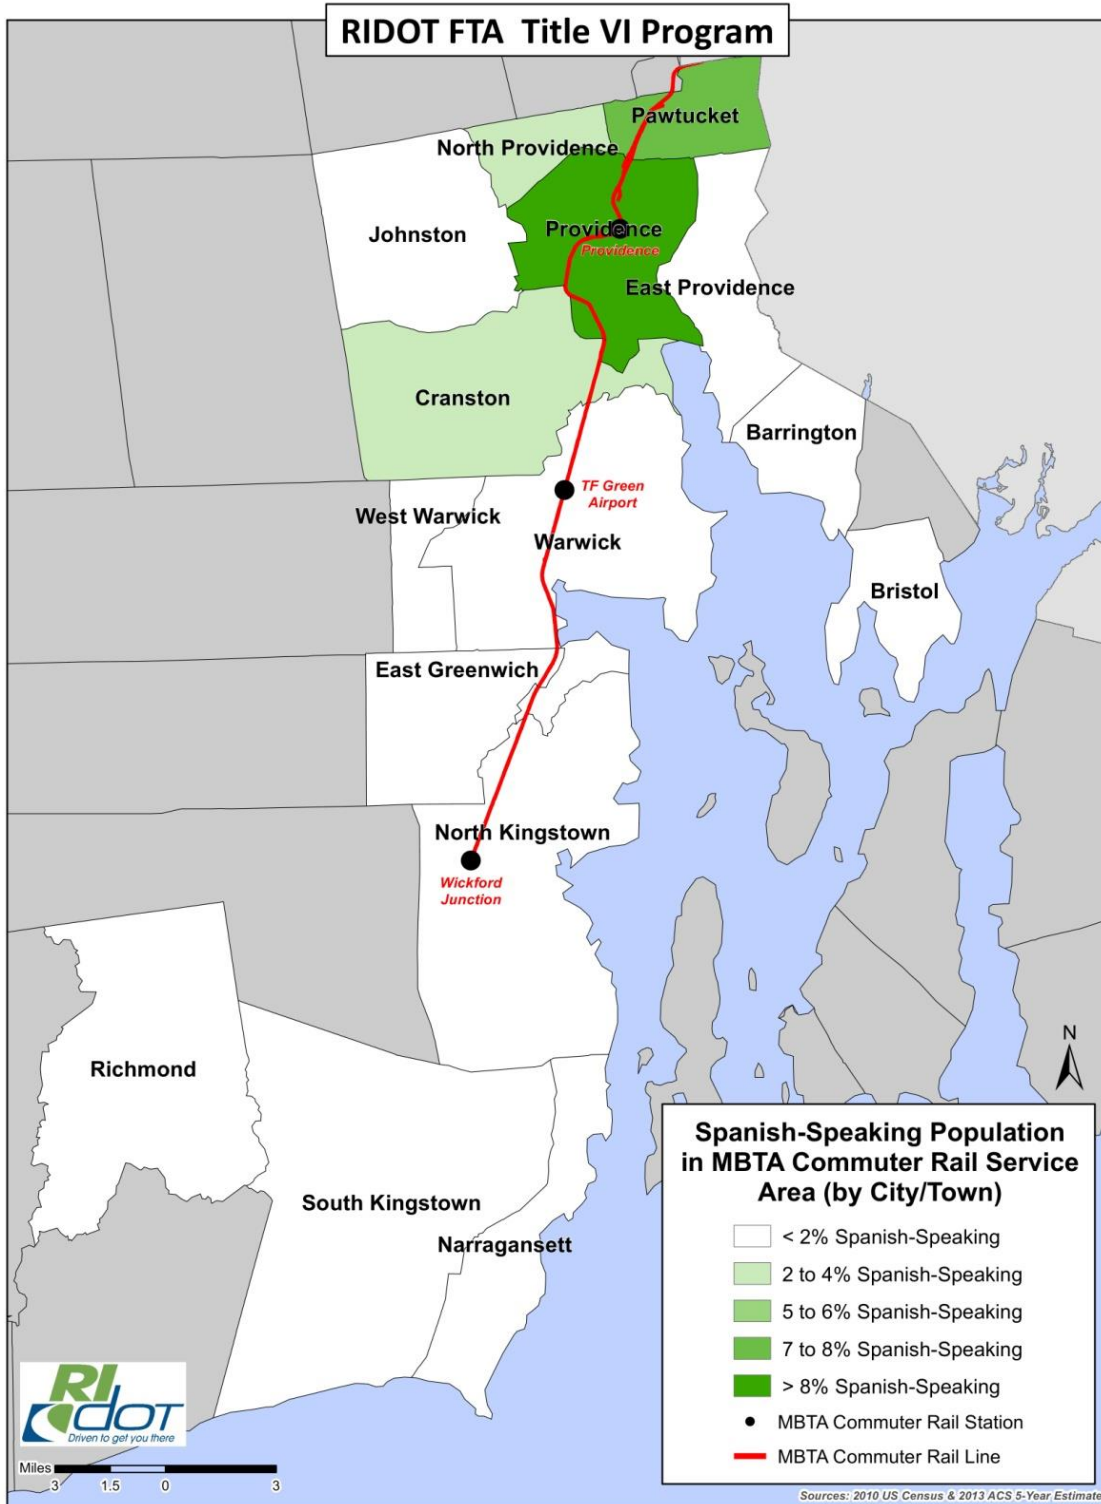 RIDOT FTA  Title VI Program
Pawtucket
North Providence
Johnston
Providence
Providence
East Providence
Cranston
Barrington
TF Green
Airport
West Warwick
Warwick
Bristol
East Greenwich
North Kingstown
Wickford
Junction
N
Richmond
South Kingstown
Narragansett
Spanish-Speaking Population
in MBTA Commuter Rail Service
Area (by City/Town)
< 2% Spanish-Speaking
2 to 4% Spanish-Speaking
5 to 6% Spanish-Speaking
7 to 8% Spanish-Speaking
> 8% Spanish-Speaking
MBTA Commuter Rail Station
MBTA Commuter Rail Line
RI
DOT
Driven to get you there
Miles
3 1.5 0 3
Sources: 2010 US Census & 2013 ACS 5-Year Estimate